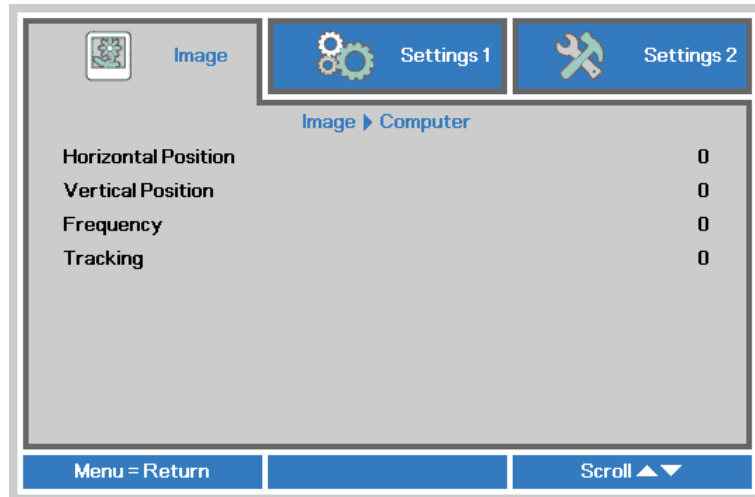 Image Settings 1 Settings 2
Image ▶ Computer
Horizontal Position 0
Vertical Position 0
Frequency 0
Tracking 0
Menu = Return Scroll ▲▼